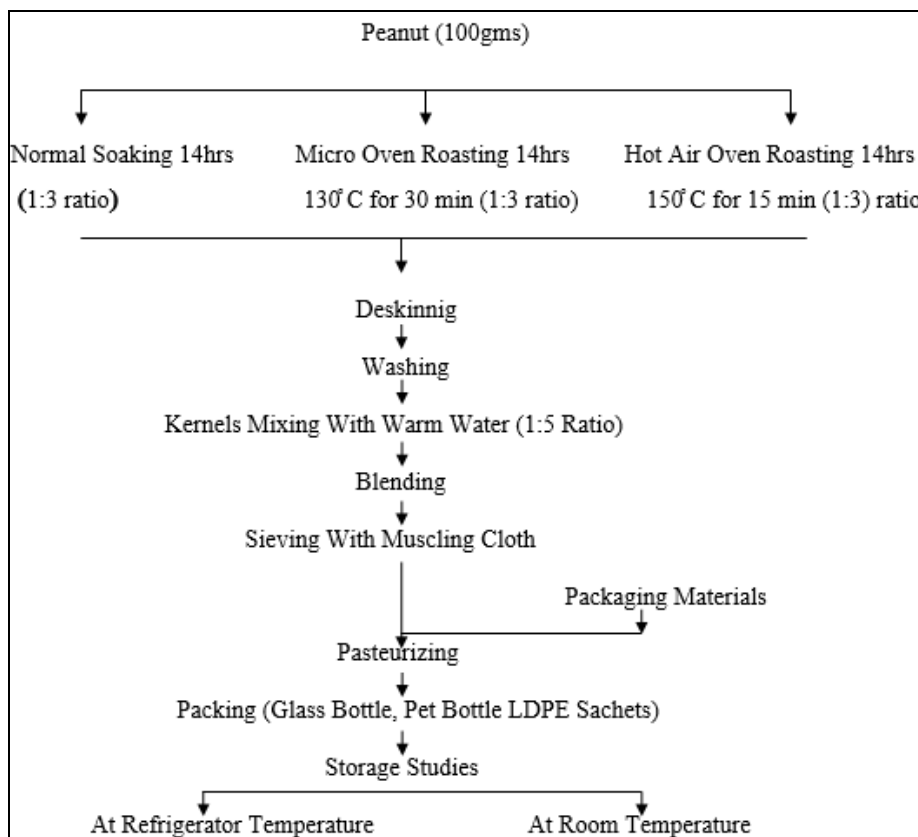 Peanut (100gms)
Normal Soaking 14hrs
(1:3 ratio)
Micro Oven Roasting 14hrs
130°C for 30 min (1:3 ratio)
Hot Air Oven Roasting 14hrs
150°C for 15 min (1:3) ratio
Deskinnig
Washing
Kernels Mixing With Warm Water (1:5 Ratio)
Blending
Sieving With Muscling Cloth
Packaging Materials
Pasteurizing
Packing (Glass Bottle, Pet Bottle LDPE Sachets)
Storage Studies
At Refrigerator Temperature
At Room Temperature